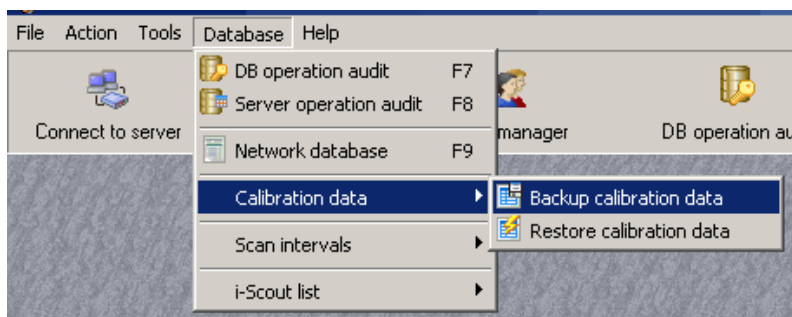 File Action Tools Database Help
DB operation audit F7
Server operation audit F8
Connect to server
manager
DB operation au
Network database F9
Calibration data
Backup calibration data
Restore calibration data
Scan intervals
i-Scout list